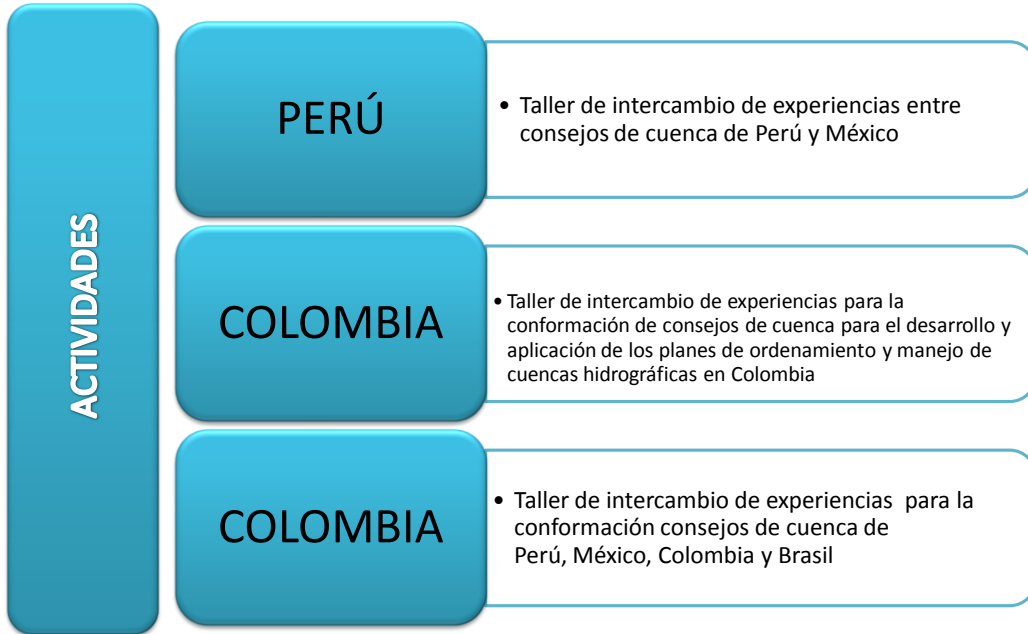 ACTIVIDADES
PERÚ
• Taller de intercambio de experiencias entre
consejos de cuenca de Perú y México
COLOMBIA
• Taller de intercambio de experiencias para la
conformación de consejos de cuenca para el desarrollo y
aplicación de los planes de ordenamiento y manejo de
cuencas hidrográficas en Colombia
COLOMBIA
• Taller de intercambio de experiencias para la
conformación consejos de cuenca de
Perú, México, Colombia y Brasil